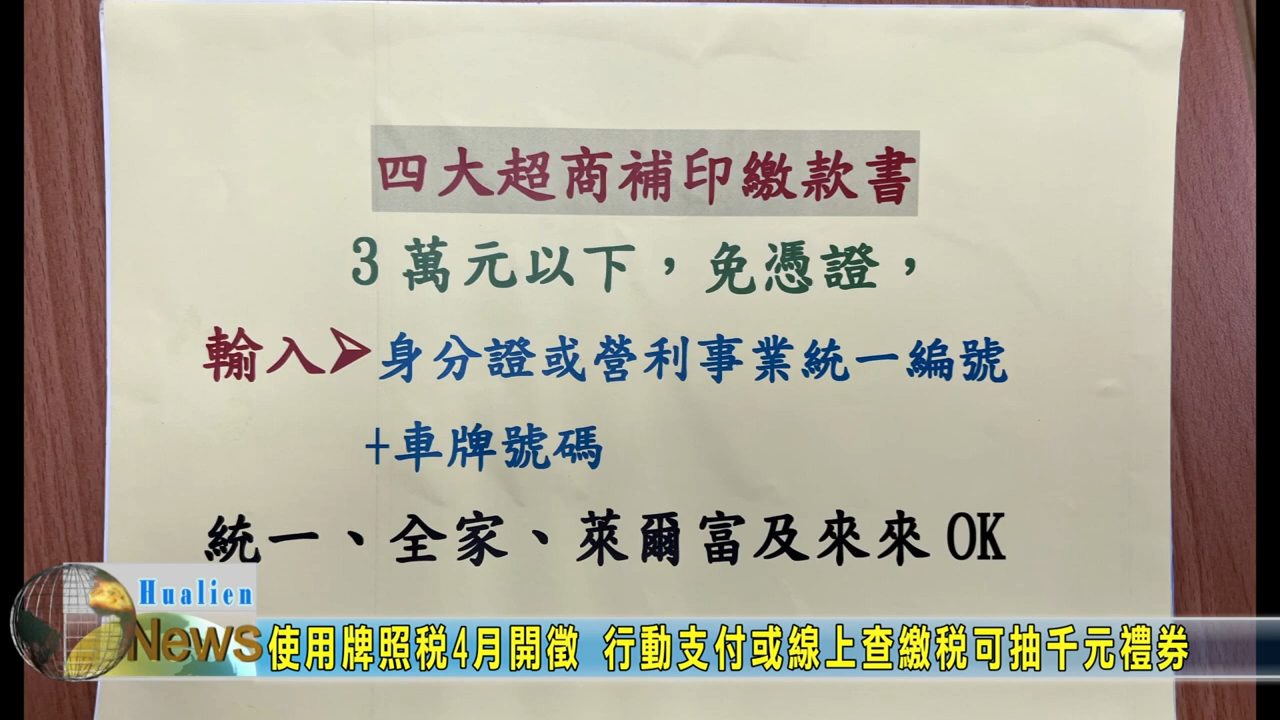 四大超商補印繳款書
3萬元以下，免憑證，
輸入➢身分證或營利事業統一編號
+車牌號碼
統一、全家、萊爾富及來來OK
Hualien
News
使用牌照税4月開徵 行動支付或線上查繳税可抽千元禮券